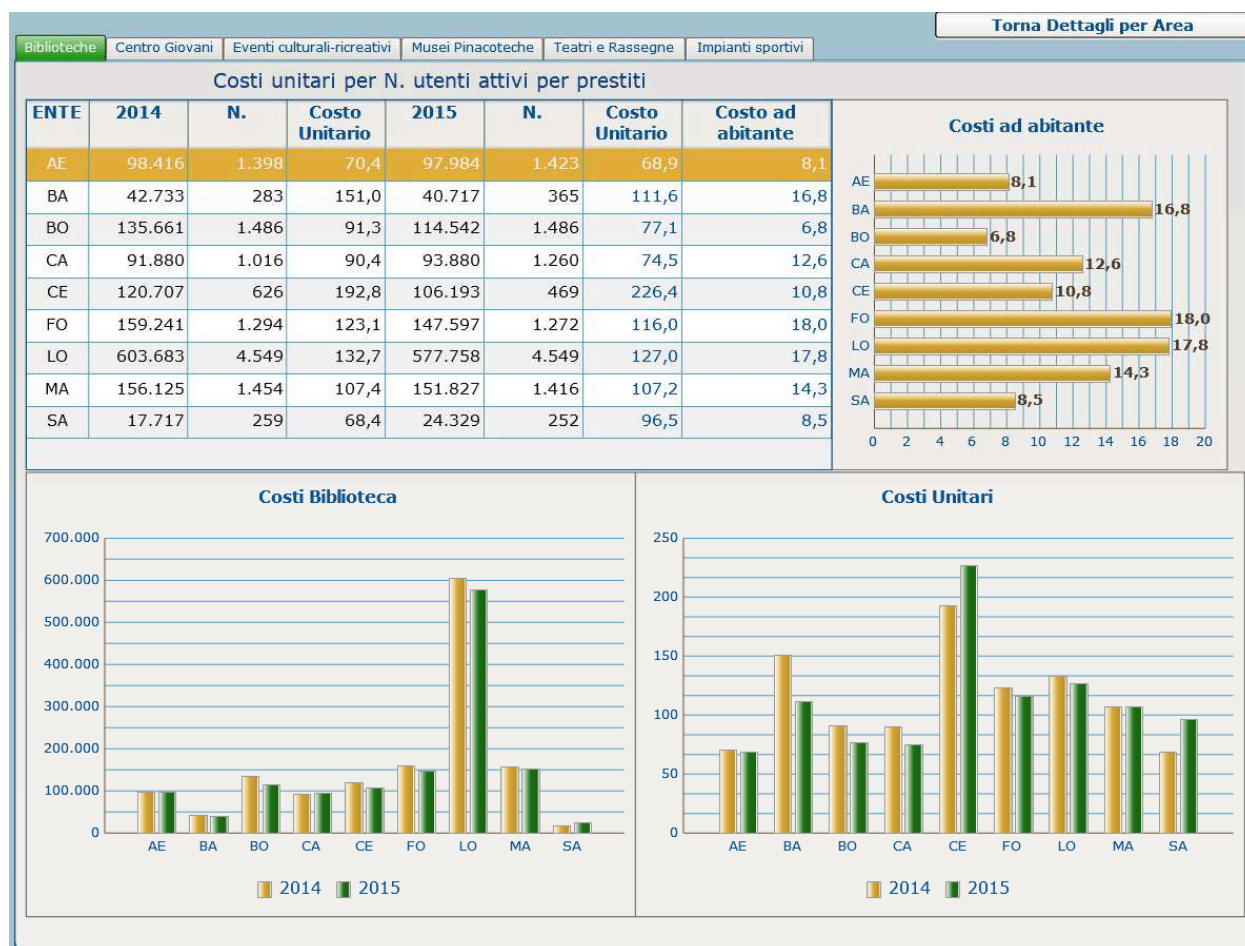 Torna Dettagli per Area
Biblioteche Centro Giovani Eventi culturali-ricreativi Musei Pinacoteche Teatri e Rassegne Impianti sportivi
Costi unitari per N. utenti attivi per prestiti
ENTE 2014 N. Costo Unitario 2015 N. Costo Unitario Costo ad abitante
AE 98.416 1.398 70,4 97.984 1.423 68,9 8,1
BA 42.733 283 151,0 40.717 365 111,6 16,8
BO 135.661 1.486 91,3 114.542 1.486 77,1 6,8
CA 91.880 1.016 90,4 93.880 1.260 74,5 12,6
CE 120.707 626 192,8 106.193 469 226,4 10,8
FO 159.241 1.294 123,1 147.597 1.272 116,0 18,0
LO 603.683 4.549 132,7 577.758 4.549 127,0 17,8
MA 156.125 1.454 107,4 151.827 1.416 107,2 14,3
SA 17.717 259 68,4 24.329 252 96,5 8,5
Costi ad abitante
AE 8,1
BA 16,8
BO 6,8
CA 12,6
CE 10,8
FO 18,0
LO 17,8
MA 14,3
SA 8,5
0 2 4 6 8 10 12 14 16 18 20
Costi Biblioteca
700.000
600.000
500.000
400.000
300.000
200.000
100.000
0
AE BA BO CA CE FO LO MA SA
2014 2015
Costi Unitari
250
200
150
100
50
0
AE BA BO CA CE FO LO MA SA
2014 2015